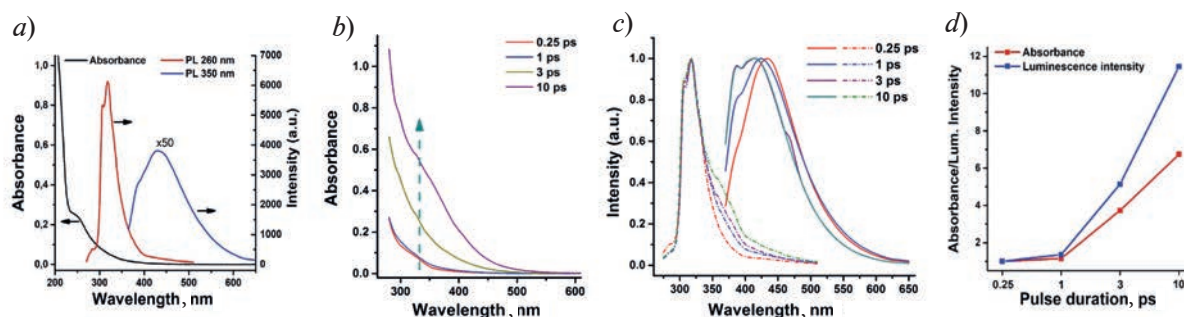 a)
Absorbance
PL 260 nm
PL 350 nm
x50
1,0
0,8
0,6
0,4
0,2
0,0
Absorbance
7000
6000
5000
4000
3000
2000
1000
0
Intensity (a.u.)
200 300 400 500 600
Wavelength, nm
b)
0.25 ps
1 ps
3 ps
10 ps
1.2
1.0
0.8
0.6
0.4
0.2
0.0
Absorbance
300 400 500 600
Wavelength, nm
c)
0.25 ps
1 ps
3 ps
10 ps
1.0
0.8
0.6
0.4
0.2
0.0
Intensity (a.u.)
300 350 400 450 500 550 600 650
Wavelength, nm
d)
Absorbance
Luminescence intensity
12
10
8
6
4
2
Absorbance/Lum. Intensity
0.25 1 3 10
Pulse duration, ps